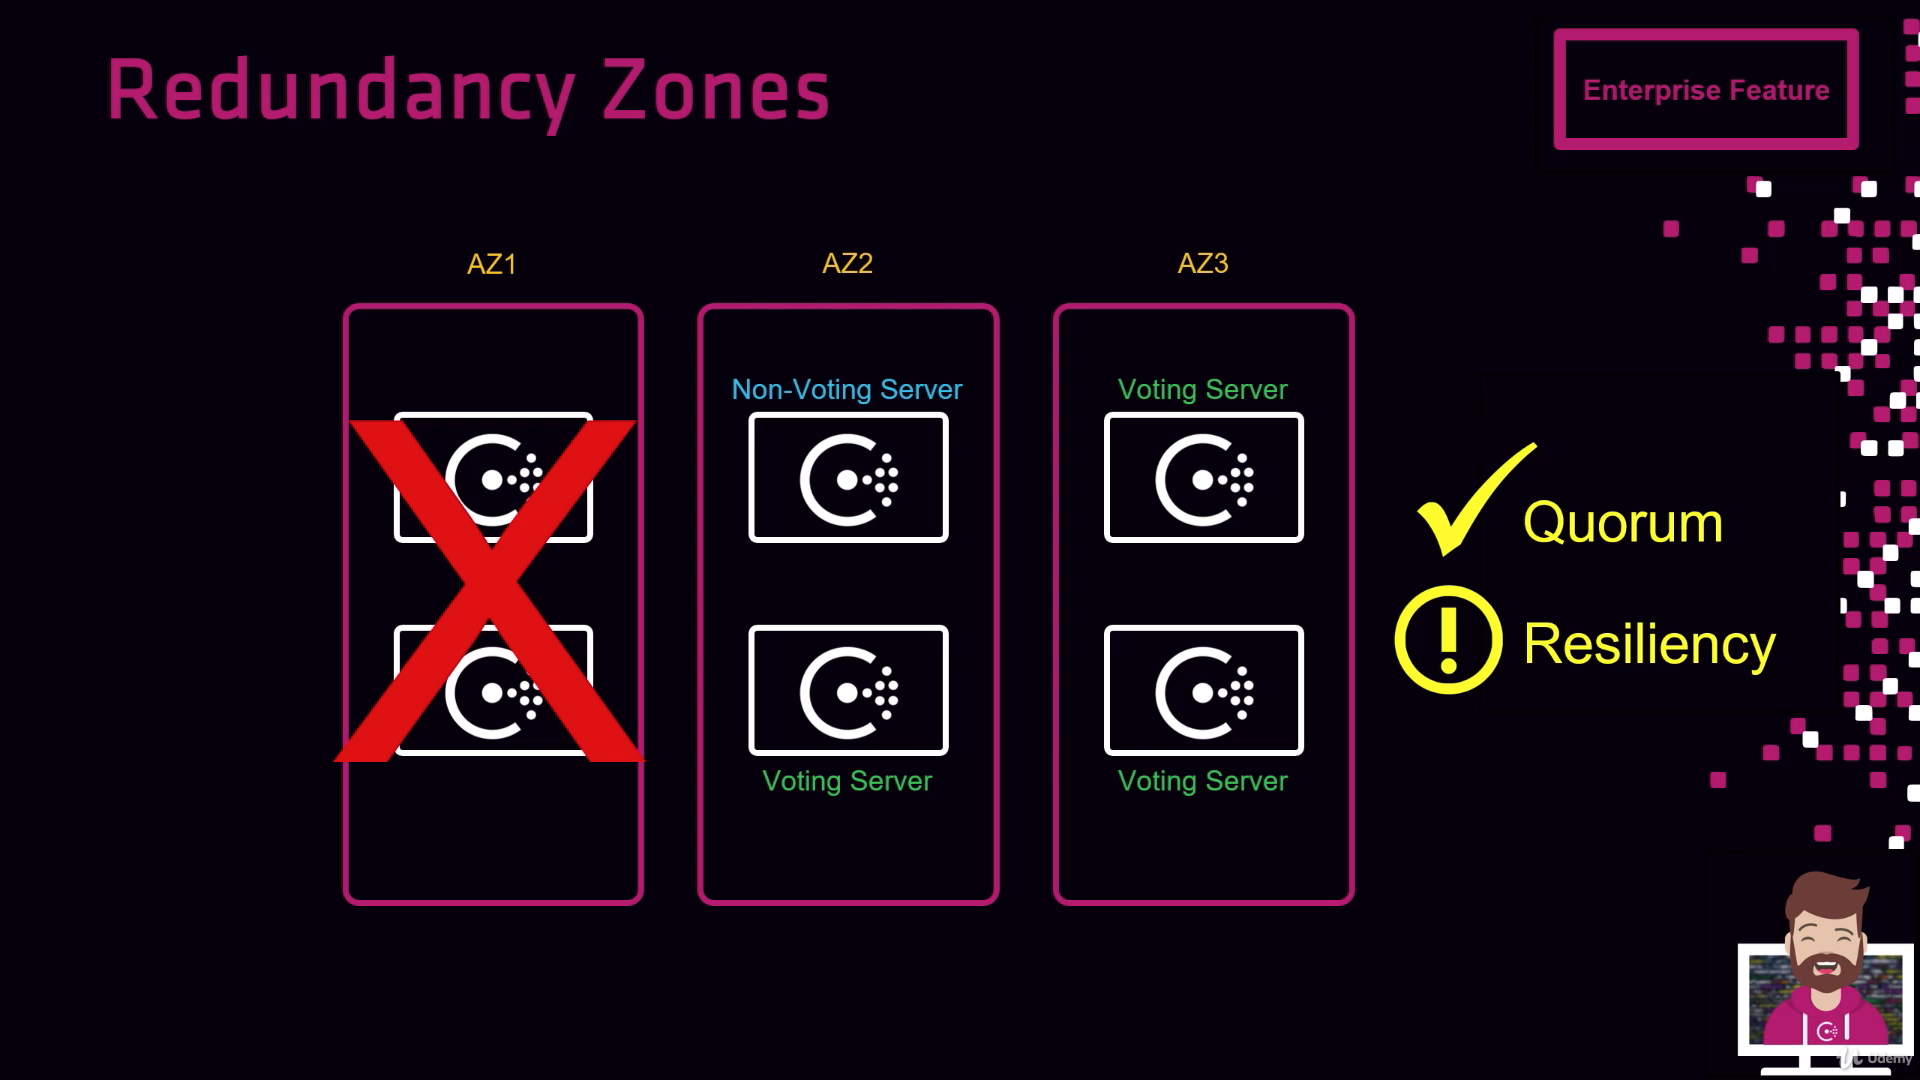 Redundancy Zones
Enterprise Feature
AZ1
AZ2
AZ3
Non-Voting Server
Voting Server
Quorum
Resiliency
Voting Server
Voting Server
Udemy